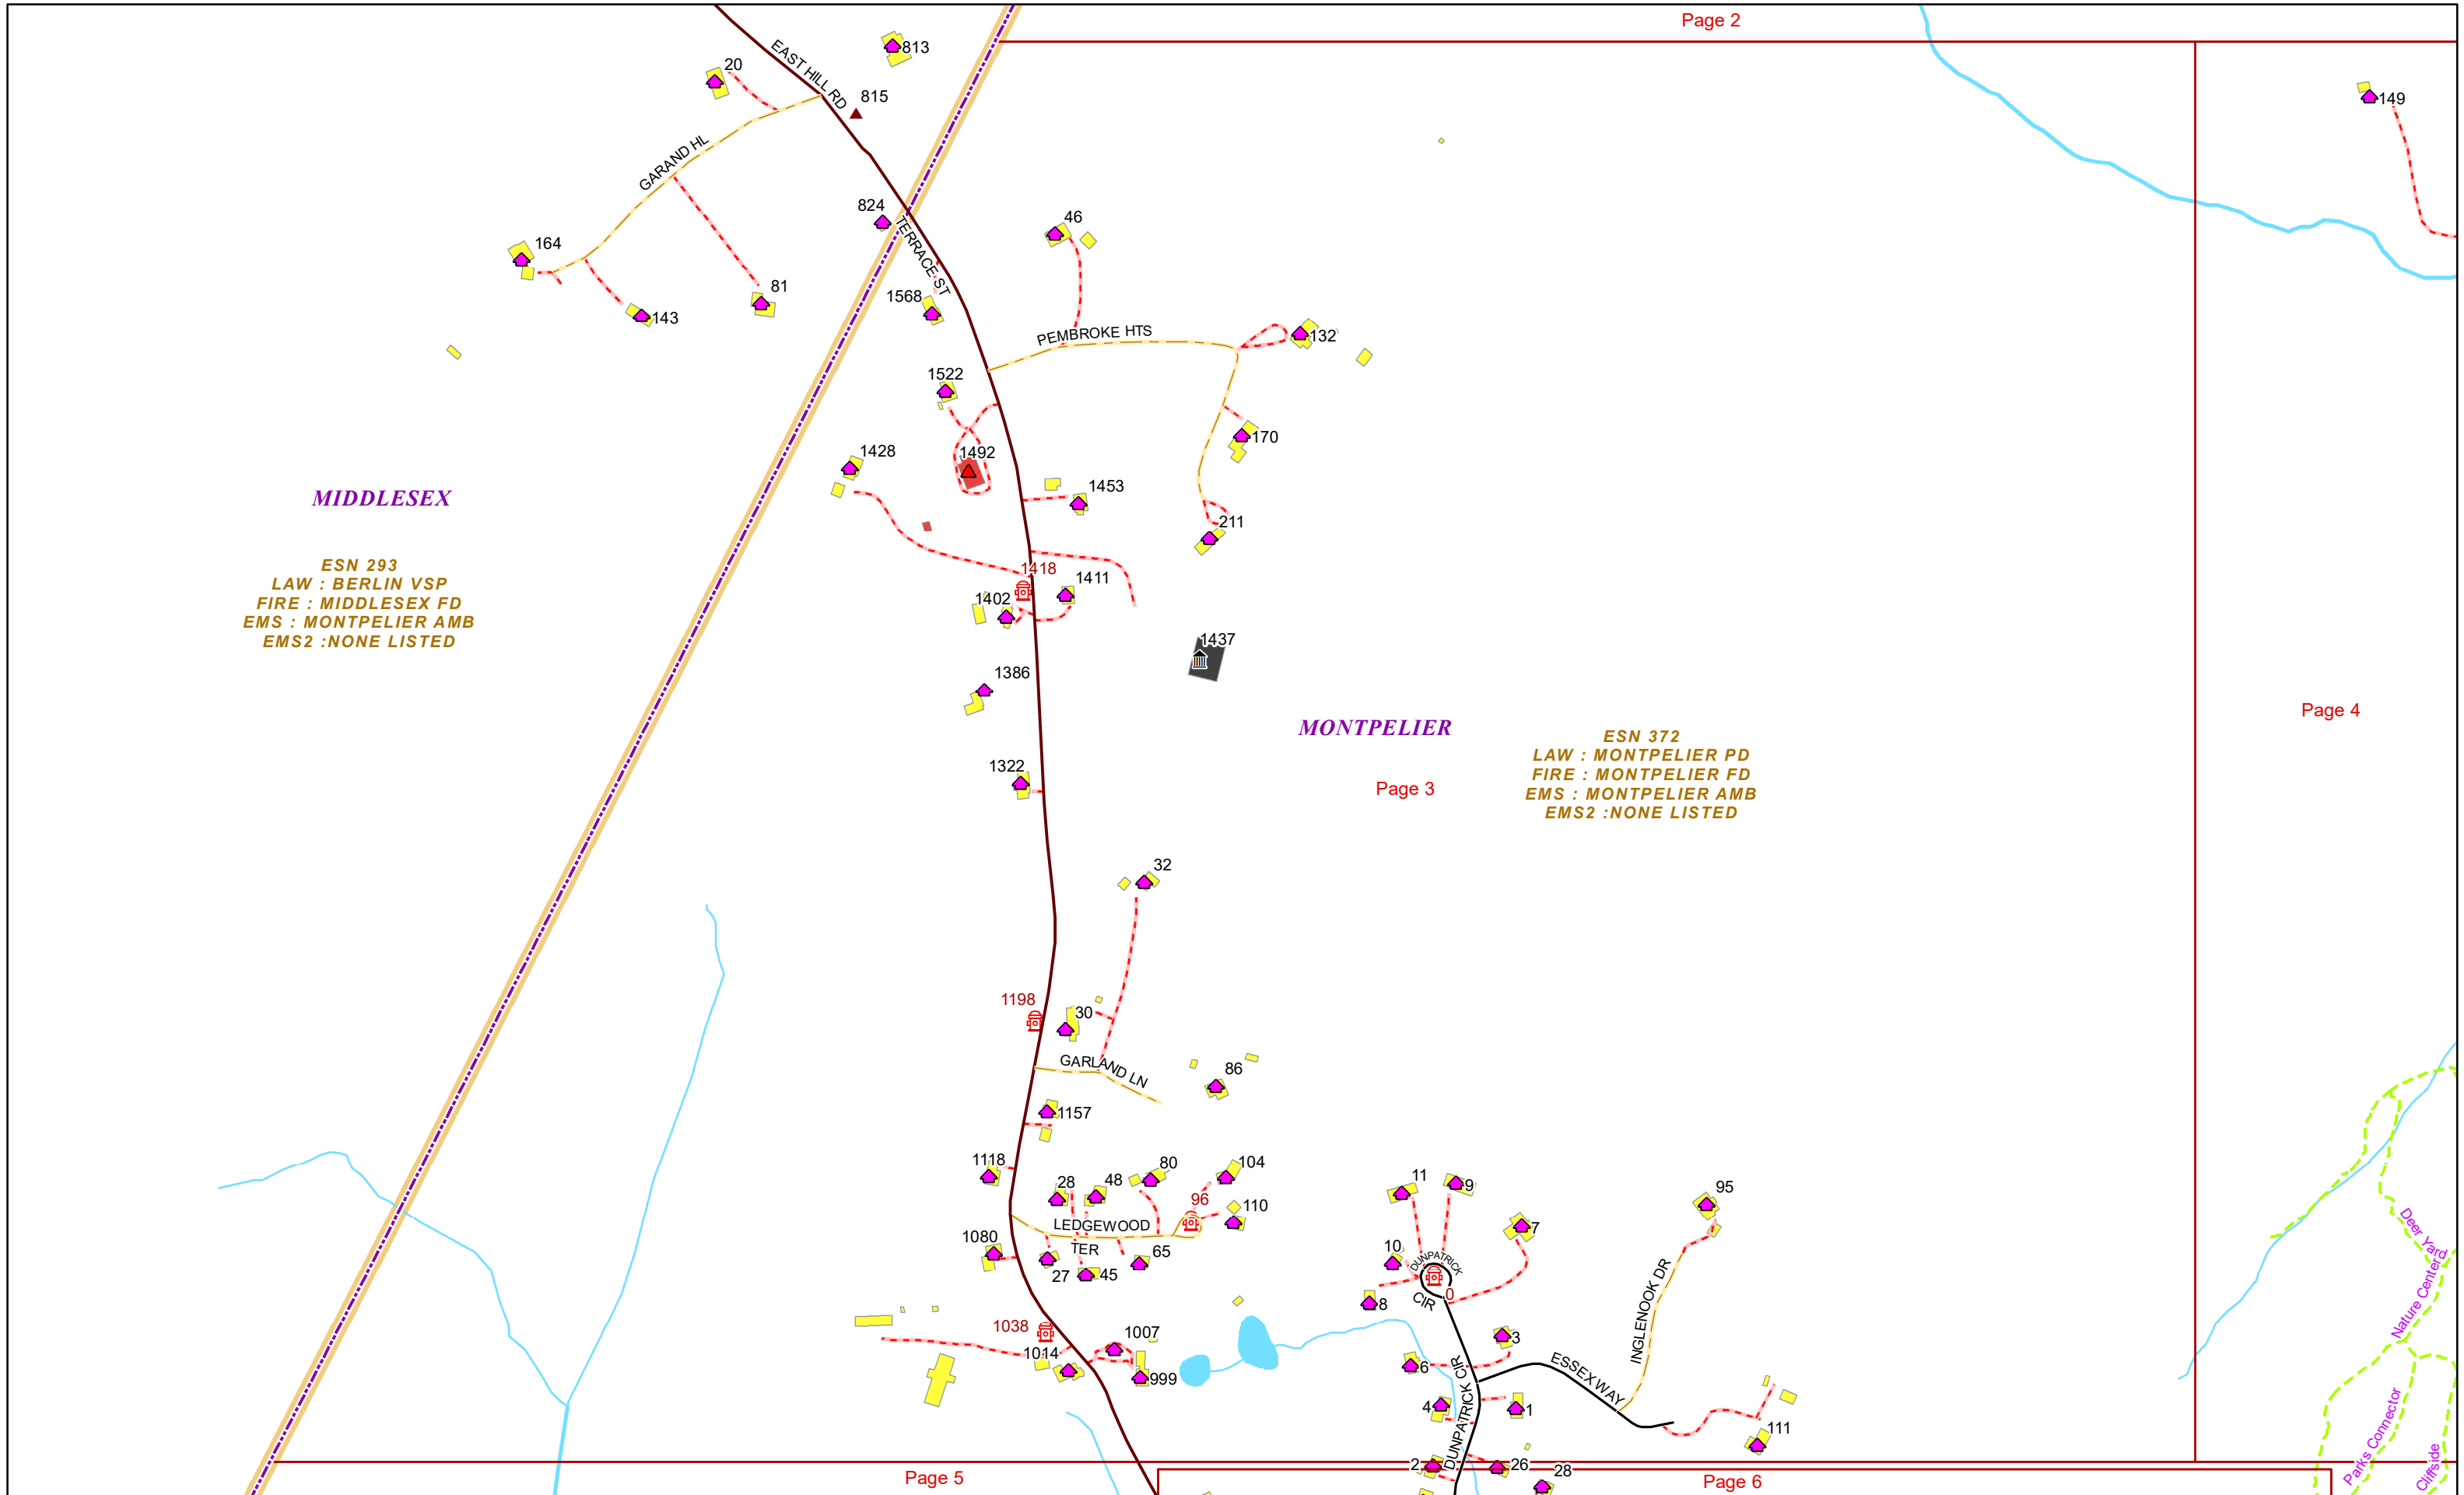 Page 2
EAST HILL RD
813
20
815
149
GARAND HL
824
TERRACE ST
46
164
81
143
1568
PEMBROKE HTS
132
1522
170
1428
1492
1453
211
MIDDLESEX
ESN 293
LAW : BERLIN VSP
FIRE : MIDDLESEX FD
EMS : MONTPELIER AMB
EMS2 :NONE LISTED
1418
1411
1402
1437
1386
MONTPELIER
ESN 372
LAW : MONTPELIER PD
FIRE : MONTPELIER FD
EMS : MONTPELIER AMB
EMS2 :NONE LISTED
Page 3
Page 4
1322
32
1198
30
GARLAND LN
86
1157
1118
28
48
80
104
96
110
LEDGEWOOD
TER
1080
27
45
65
11
9
95
7
10
DUNPATRICK
CIR
0
8
INGLENOOK DR
Deer Yard
Nature Center
1038
1007
1014
999
3
6
DUNPATRICK CIR
ESSEX WAY
4
1
111
Parks Connector
Cliffside
2
26
28
Page 5
Page 6